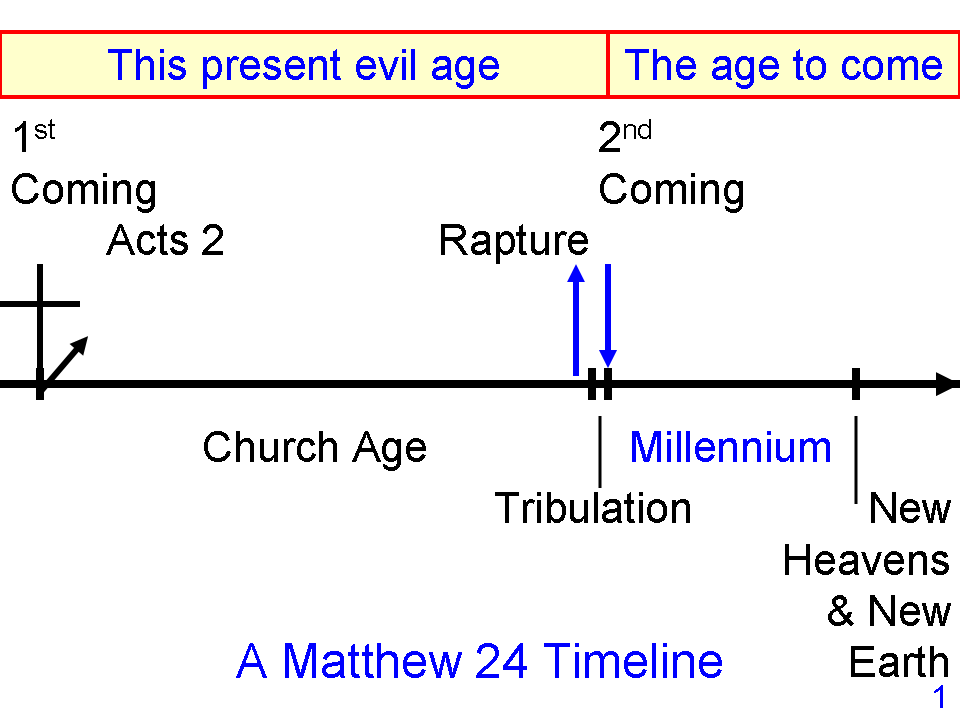 This present evil age
The age to come
1st
Coming
2nd
Coming
Acts 2
Rapture
Church Age
Millennium
Tribulation
New
Heavens
& New
Earth
A Matthew 24 Timeline
1